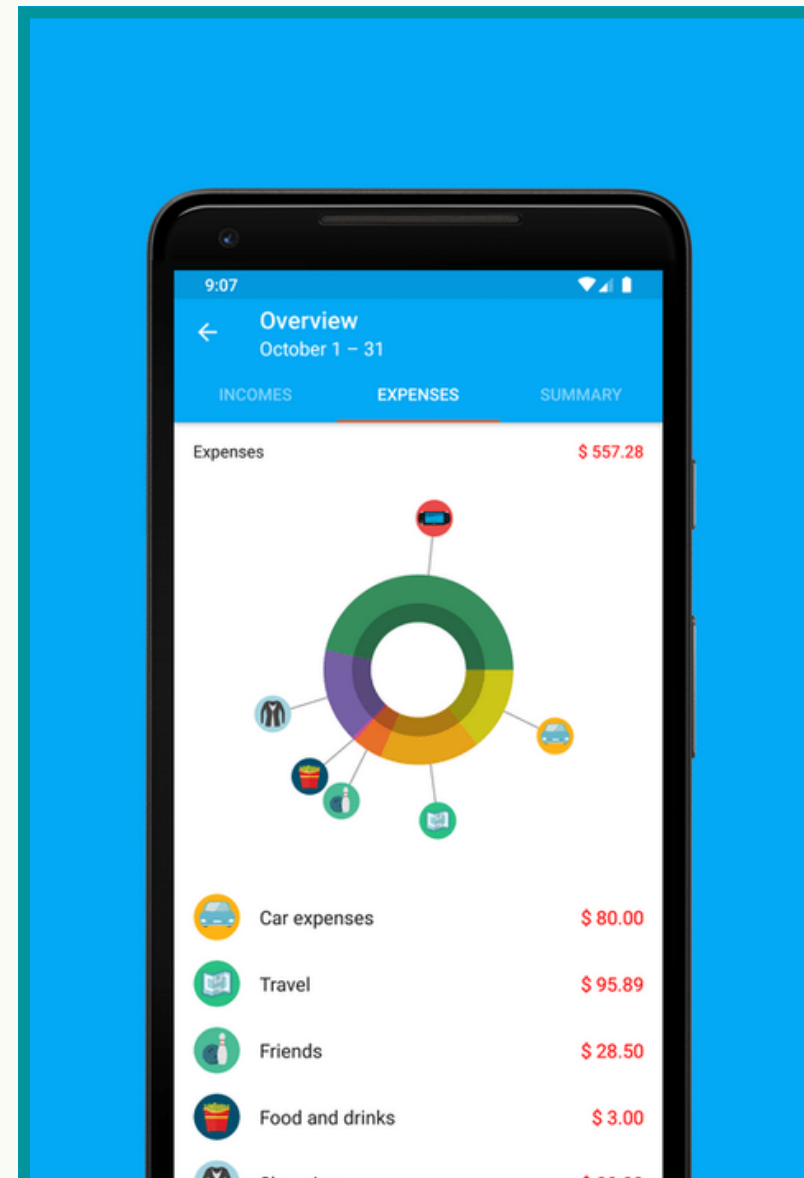 9:07
Overview
October 1 – 31
INCOMES EXPENSES SUMMARY
Expenses $ 557.28
Car expenses $ 80.00
Travel $ 95.89
Friends $ 28.50
Food and drinks $ 3.00